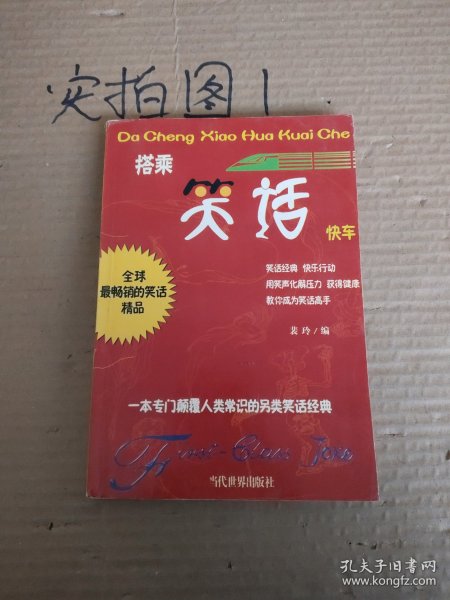 实拍图1
Da Cheng Xiao Hua Kuai Che
搭乘
笑话
快车
笑话经典 快乐行动
用笑声化解压力 获得健康
教你成为笑话高手
全球
最畅销的笑话
精品
裴玲/编
一本专门颠覆人类常识的另类笑话经典
First-Class Joke
当代世界出版社
孔夫子旧书网
www.kongfz.com